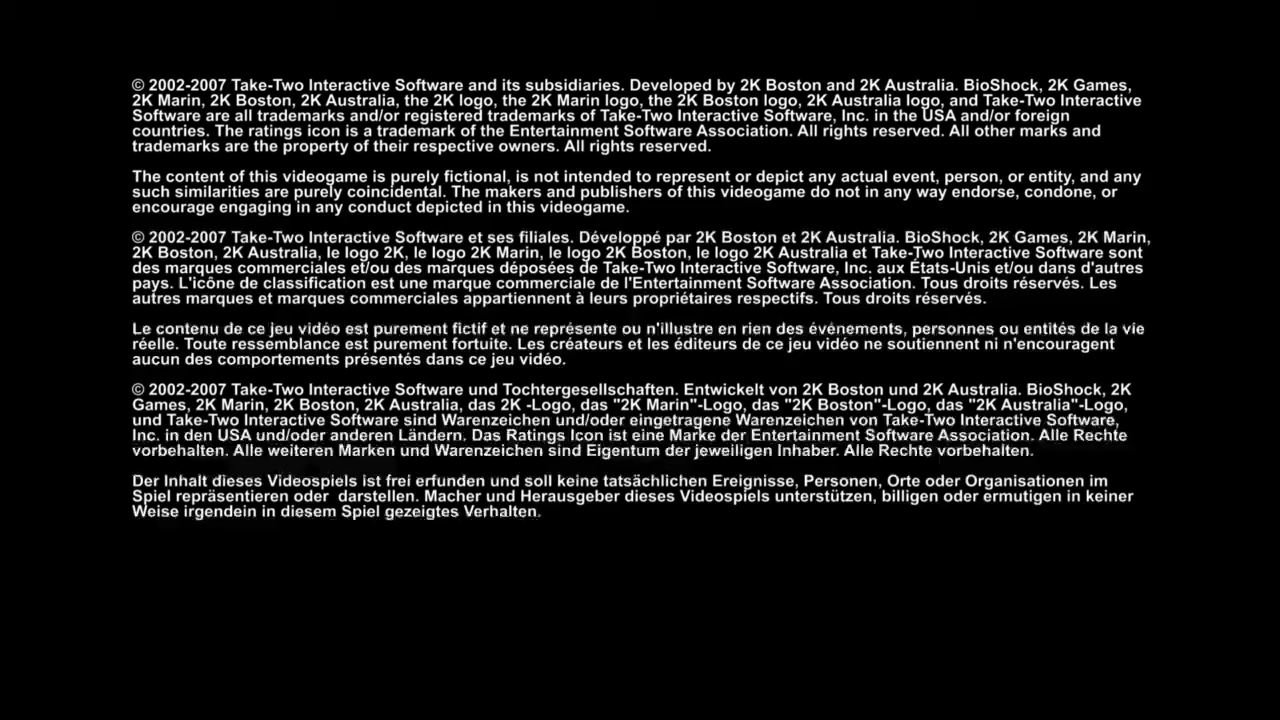 © 2002-2007 Take-Two Interactive Software and its subsidiaries. Developed by 2K Boston and 2K Australia. BioShock, 2K Games,
2K Marin, 2K Boston, 2K Australia, the 2K logo, the 2K Marin logo, the 2K Boston logo, 2K Australia logo, and Take-Two Interactive
Software are all trademarks and/or registered trademarks of Take-Two Interactive Software, Inc. in the USA and/or foreign
countries. The ratings icon is a trademark of the Entertainment Software Association. All rights reserved. All other marks and
trademarks are the property of their respective owners. All rights reserved.
The content of this videogame is purely fictional, is not intended to represent or depict any actual event, person, or entity, and any
such similarities are purely coincidental. The makers and publishers of this videogame do not in any way endorse, condone, or
encourage engaging in any conduct depicted in this videogame.
© 2002-2007 Take-Two Interactive Software et ses filiales. Développé par 2K Boston et 2K Australia. BioShock, 2K Games, 2K Marin,
2K Boston, 2K Australia, le logo 2K, le logo 2K Marin, le logo 2K Boston, le logo 2K Australia et Take-Two Interactive Software sont
des marques commerciales et/ou des marques déposées de Take-Two Interactive Software, Inc. aux États-Unis et/ou dans d'autres
pays. L'icône de classification est une marque commerciale de l'Entertainment Software Association. Tous droits réservés. Les
autres marques et marques commerciales appartiennent à leurs propriétaires respectifs. Tous droits réservés.
Le contenu de ce jeu vidéo est purement fictif et ne représente ou n'illustre en rien des événements, personnes ou entités de la vie
réelle. Toute ressemblance est purement fortuite. Les créateurs et les éditeurs de ce jeu vidéo ne soutiennent ni n'encouragent
aucun des comportements présentés dans ce jeu vidéo.
© 2002-2007 Take-Two Interactive Software und Tochtergesellschaften. Entwickelt von 2K Boston und 2K Australia. BioShock, 2K
Games, 2K Marin, 2K Boston, 2K Australia, das 2K -Logo, das "2K Marin"-Logo, das "2K Boston"-Logo, das "2K Australia"-Logo,
und Take-Two Interactive Software sind Warenzeichen und/oder eingetragene Warenzeichen von Take-Two Interactive Software,
Inc. in den USA und/oder anderen Ländern. Das Ratings Icon ist eine Marke der Entertainment Software Association. Alle Rechte
vorbehalten. Alle weiteren Marken und Warenzeichen sind Eigentum der jeweiligen Inhaber. Alle Rechte vorbehalten.
Der Inhalt dieses Videospiels ist frei erfunden und soll keine tatsächlichen Ereignisse, Personen, Orte oder Organisationen im
Spiel repräsentieren oder  darstellen. Macher und Herausgeber dieses Videospiels unterstützen, billigen oder ermutigen in keiner
Weise irgendein in diesem Spiel gezeigtes Verhalten.